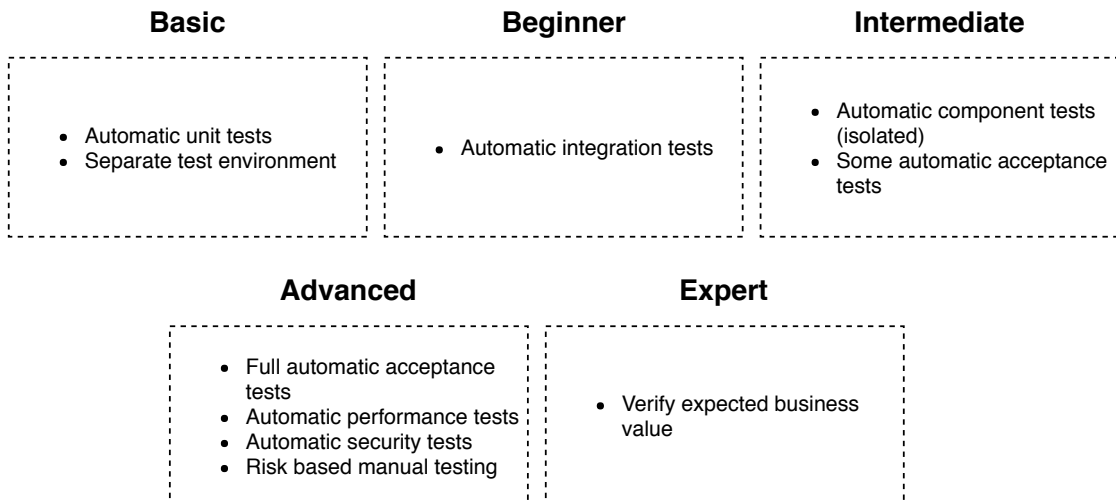 Basic
Beginner
Intermediate
• Automatic unit tests
• Separate test environment
• Automatic integration tests
• Automatic component tests
(isolated)
• Some automatic acceptance
tests
Advanced
Expert
• Full automatic acceptance
tests
• Automatic performance tests
• Automatic security tests
• Risk based manual testing
• Verify expected business
value